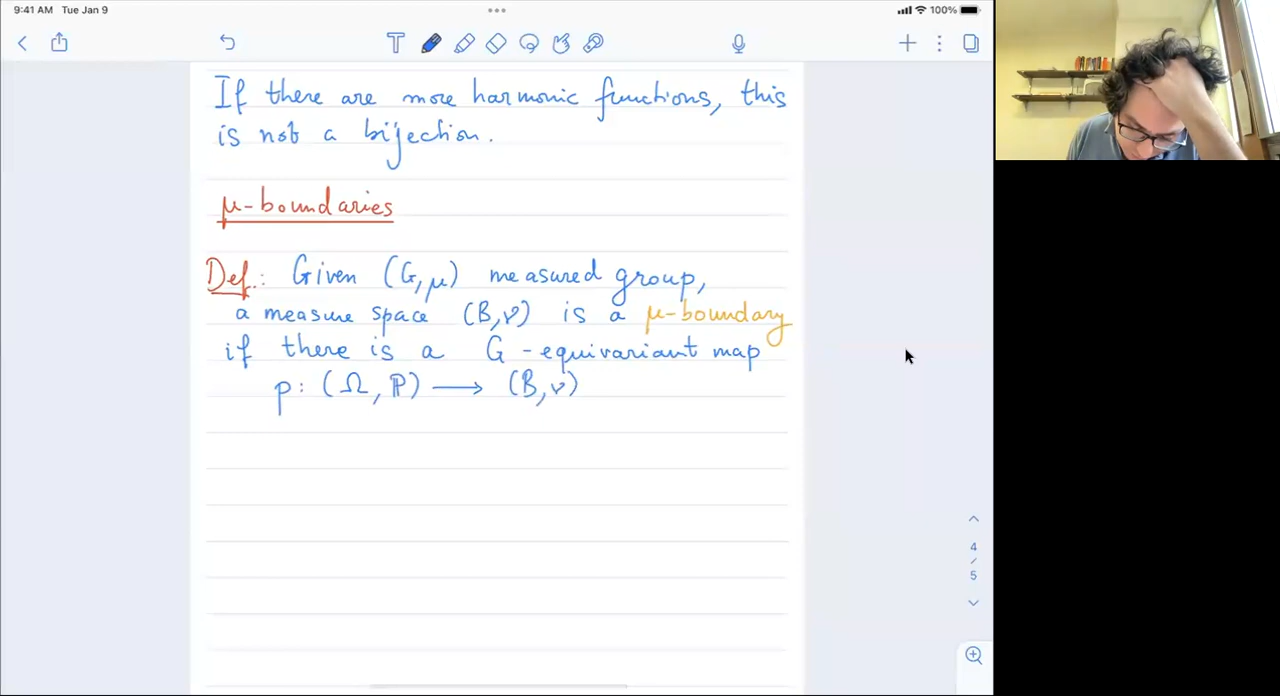 9:41 AM Tue Jan 9
100%
If there are more harmonic functions, this
is not a bijection.
μ-boundaries
Def.: Given (G, μ) measured group,
a measure space (B, ν) is a μ-boundary
if there is a G-equivariant map
p: (Ω, ℙ) ⟶ (B, ν)
4
/
5